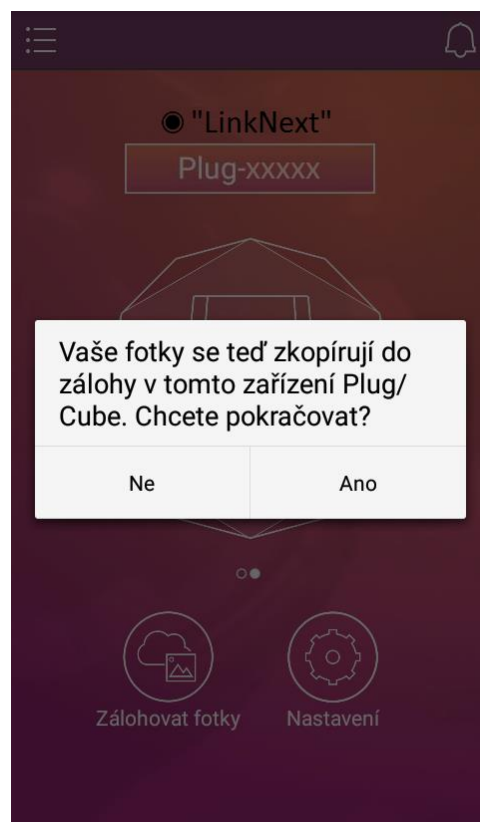 "LinkNext"
Plug-xxxxx
Vaše fotky se teď zkopírují do
zálohy v tomto zařízení Plug/
Cube. Chcete pokračovat?
Ne Ano
Zálohovat fotky Nastavení